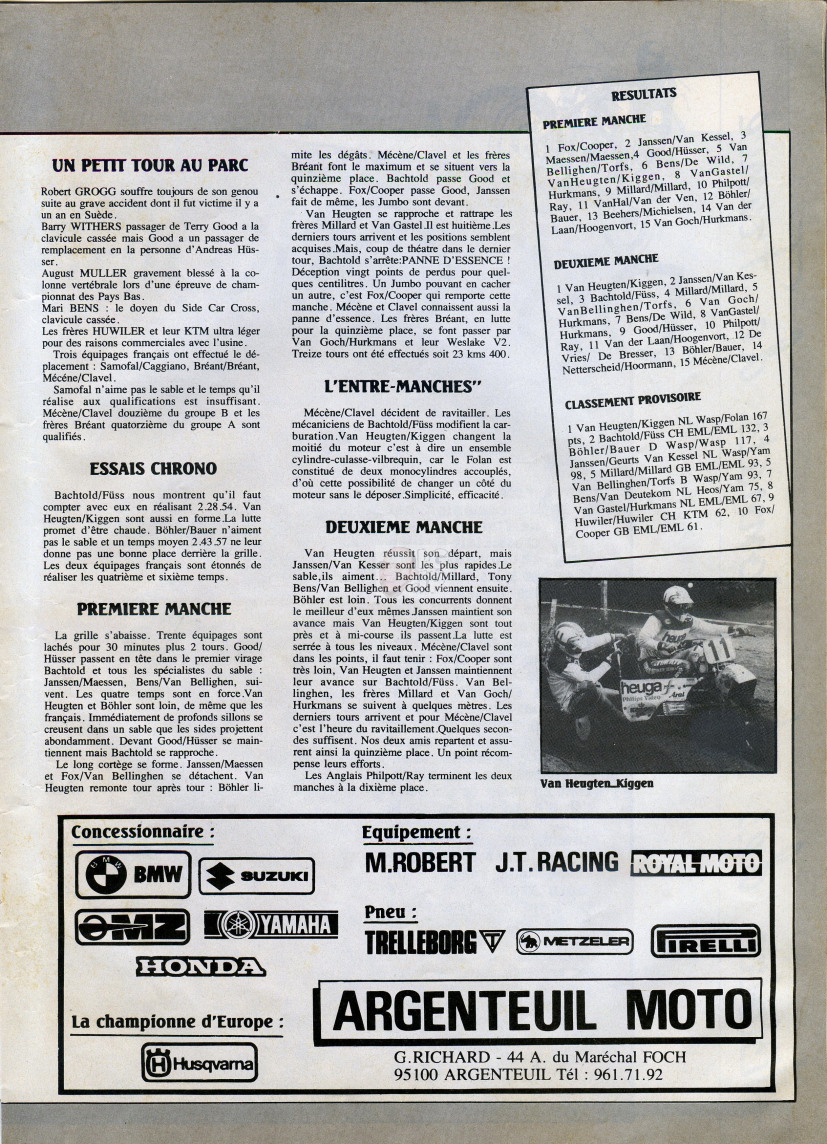 UN PETIT TOUR AU PARC
Robert GROGG souffre toujours de son genou
suite au grave accident dont il fut victime il y a
un an en Suède.
Barry WITHERS passager de Terry Good a la
clavicule cassée mais Good a un passager de
remplacement en la personne d'Andreas Hüs-
ser.
August MULLER gravement blessé à la co-
lonne vertébrale lors d'une épreuve de cham-
pionnat des Pays Bas.
Mari BENS : le doyen du Side Car Cross,
clavicule cassée.
Les frères HUWILER et leur KTM ultra léger
pour des raisons commerciales avec l'usine.
Trois équipages français ont effectué le dé-
placement : Samofal/Caggiano, Bréant/Bréant,
Mécéne/Clavel.
Samofal n'aime pas le sable et le temps qu'il
réalise aux qualifications est insuffisant.
Mécène/Clavel douzième du groupe B et les
frères Bréant quatorzième du groupe A sont
qualifiés.
ESSAIS CHRONO
Bachtold/Füss nous montrent qu'il faut
compter avec eux en réalisant 2.28.54. Van
Heugten/Kiggen sont aussi en forme.La lutte
promet d'être chaude. Böhler/Bauer n'aiment
pas le sable et un temps moyen 2.43.57 ne leur
donne pas une bonne place derrière la grille.
Les deux équipages français sont étonnés de
réaliser les quatrième et sixième temps.
PREMIERE MANCHE
La grille s'abaisse. Trente équipages sont
lachés pour 30 minutes plus 2 tours. Good/
Hüsser passent en tête dans le premier virage
Bachtold et tous les spécialistes du sable :
Janssen/Maessen, Bens/Van Bellighen, sui-
vent. Les quatre temps sont en force.Van
Heugten et Böhler sont loin, de même que les
français. Immédiatement de profonds sillons se
creusent dans un sable que les sides projettent
abondamment. Devant Good/Hüsser se main-
tiennent mais Bachtold se rapproche.
Le long cortège se forme. Janssen/Maessen
et Fox/Van Bellinghen se détachent. Van
Heugten remonte tour après tour : Böhler li-
mite les dégâts. Mécène/Clavel et les frères
Bréant font le maximum et se situent vers la
quinzième place. Bachtold passe Good et
s'échappe. Fox/Cooper passe Good, Janssen
fait de même, les Jumbo sont devant.
Van Heugten se rapproche et rattrape les
frères Millard et Van Gastel.Il est huitième.Les
derniers tours arrivent et les positions semblent
acquises.Mais, coup de théatre dans le dernier
tour, Bachtold s'arrête:PANNE D'ESSENCE !
Déception vingt points de perdus pour quel-
ques centilitres. Un Jumbo pouvant en cacher
un autre, c'est Fox/Cooper qui remporte cette
manche. Mécène et Clavel connaissent aussi la
panne d'essence. Les frères Bréant, en lutte
pour la quinzième place, se font passer par
Van Goch/Hurkmans et leur Weslake V2.
Treize tours ont été effectués soit 23 kms 400.
L'ENTRE-MANCHES"
Mécène/Clavel décident de ravitailler. Les
mécaniciens de Bachtold/Füss modifient la car-
buration.Van Heugten/Kiggen changent la
moitié du moteur c'est à dire un ensemble
cylindre-culasse-vilbrequin, car le Folan est
constitué de deux monocylindres accouplés,
d'où cette possibilité de changer un côté du
moteur sans le déposer.Simplicité, efficacité.
DEUXIEME MANCHE
Van Heugten réussit son départ, mais
Janssen/Van Kesser sont les plus rapides.Le
sable,ils aiment... Bachtold/Millard, Tony
Bens/Van Bellighen et Good viennent ensuite.
Böhler est loin. Tous les concurrents donnent
le meilleur d'eux mêmes.Janssen maintient son
avance mais Van Heugten/Kiggen sont tout
près et à mi-course ils passent.La lutte est
serrée à tous les niveaux. Mécène/Clavel sont
dans les points, il faut tenir : Fox/Cooper sont
très loin, Van Heugten et Janssen maintiennent
leur avance sur Bachtold/Füss. Van Bel-
linghen, les frères Millard et Van Goch/
Hurkmans se suivent à quelques mètres. Les
derniers tours arrivent et pour Mécène/Clavel
c'est l'heure du ravitaillement.Quelques secon-
des suffisent. Nos deux amis repartent et assu-
rent ainsi la quinzième place. Un point récom-
pense leurs efforts.
Les Anglais Philpott/Ray terminent les deux
manches à la dixième place.
RESULTATS
PREMIERE MANCHE
1 Fox/Cooper, 2 Janssen/Van Kessel, 3
Maessen/Maessen,4 Good/Hüsser, 5 Van
Bellighen/Torfs, 6 Bens/De Wild, 7
VanHeugten/Kiggen, 8 VanGastel/
Hurkmans, 9 Millard/Millard, 10 Philpott/
Ray, 11 VanHal/Van der Ven, 12 Böhler/
Bauer, 13 Beehers/Michielsen, 14 Van der
Laan/Hoogenvort, 15 Van Goch/Hurkmans.
DEUXIEME MANCHE
1 Van Heugten/Kiggen, 2 Janssen/Van Kes-
sel, 3 Bachtold/Füss, 4 Millard/Millard, 5
VanBellinghen/Torfs, 6 Van Goch/
Hurkmans, 7 Bens/De Wild, 8 VanGastel/
Hurkmans, 9 Good/Hüsser, 10 Philpott/
Ray, 11 Van der Laan/Hoogenvort, 12 De
Vries/ De Bresser, 13 Böhler/Bauer, 14
Netterscheid/Hoormann, 15 Mécène/Clavel.
CLASSEMENT PROVISOIRE
1 Van Heugten/Kiggen NL Wasp/Folan 167
pts, 2 Bachtold/Füss CH EML/EML 132, 3
Böhler/Bauer D Wasp/Wasp 117, 4
Janssen/Geurts Van Kessel NL Wasp/Yam
98, 5 Millard/Millard GB EML/EML 93, 5
Van Bellinghen/Torfs B Wasp/Yam 93, 7
Bens/Van Deutekom NL Heos/Yam 75, 8
Van Gastel/Hurkmans NL EML/EML 67, 9
Huwiler/Huwiler CH KTM 62, 10 Fox/
Cooper GB EML/EML 61.
11
heuga
Arai
Van Heugten_Kiggen
Concessionnaire :
BMW
BMW
SUZUKI
MZ
YAMAHA
HONDA
La championne d'Europe :
Husqvarna
Equipement :
M.ROBERT J.T.RACING ROYAL MOTO
Pneu :
TRELLEBORG METZELER PIRELLI
ARGENTEUIL MOTO
G.RICHARD - 44 A. du Maréchal FOCH
95100 ARGENTEUIL Tél : 961.71.92